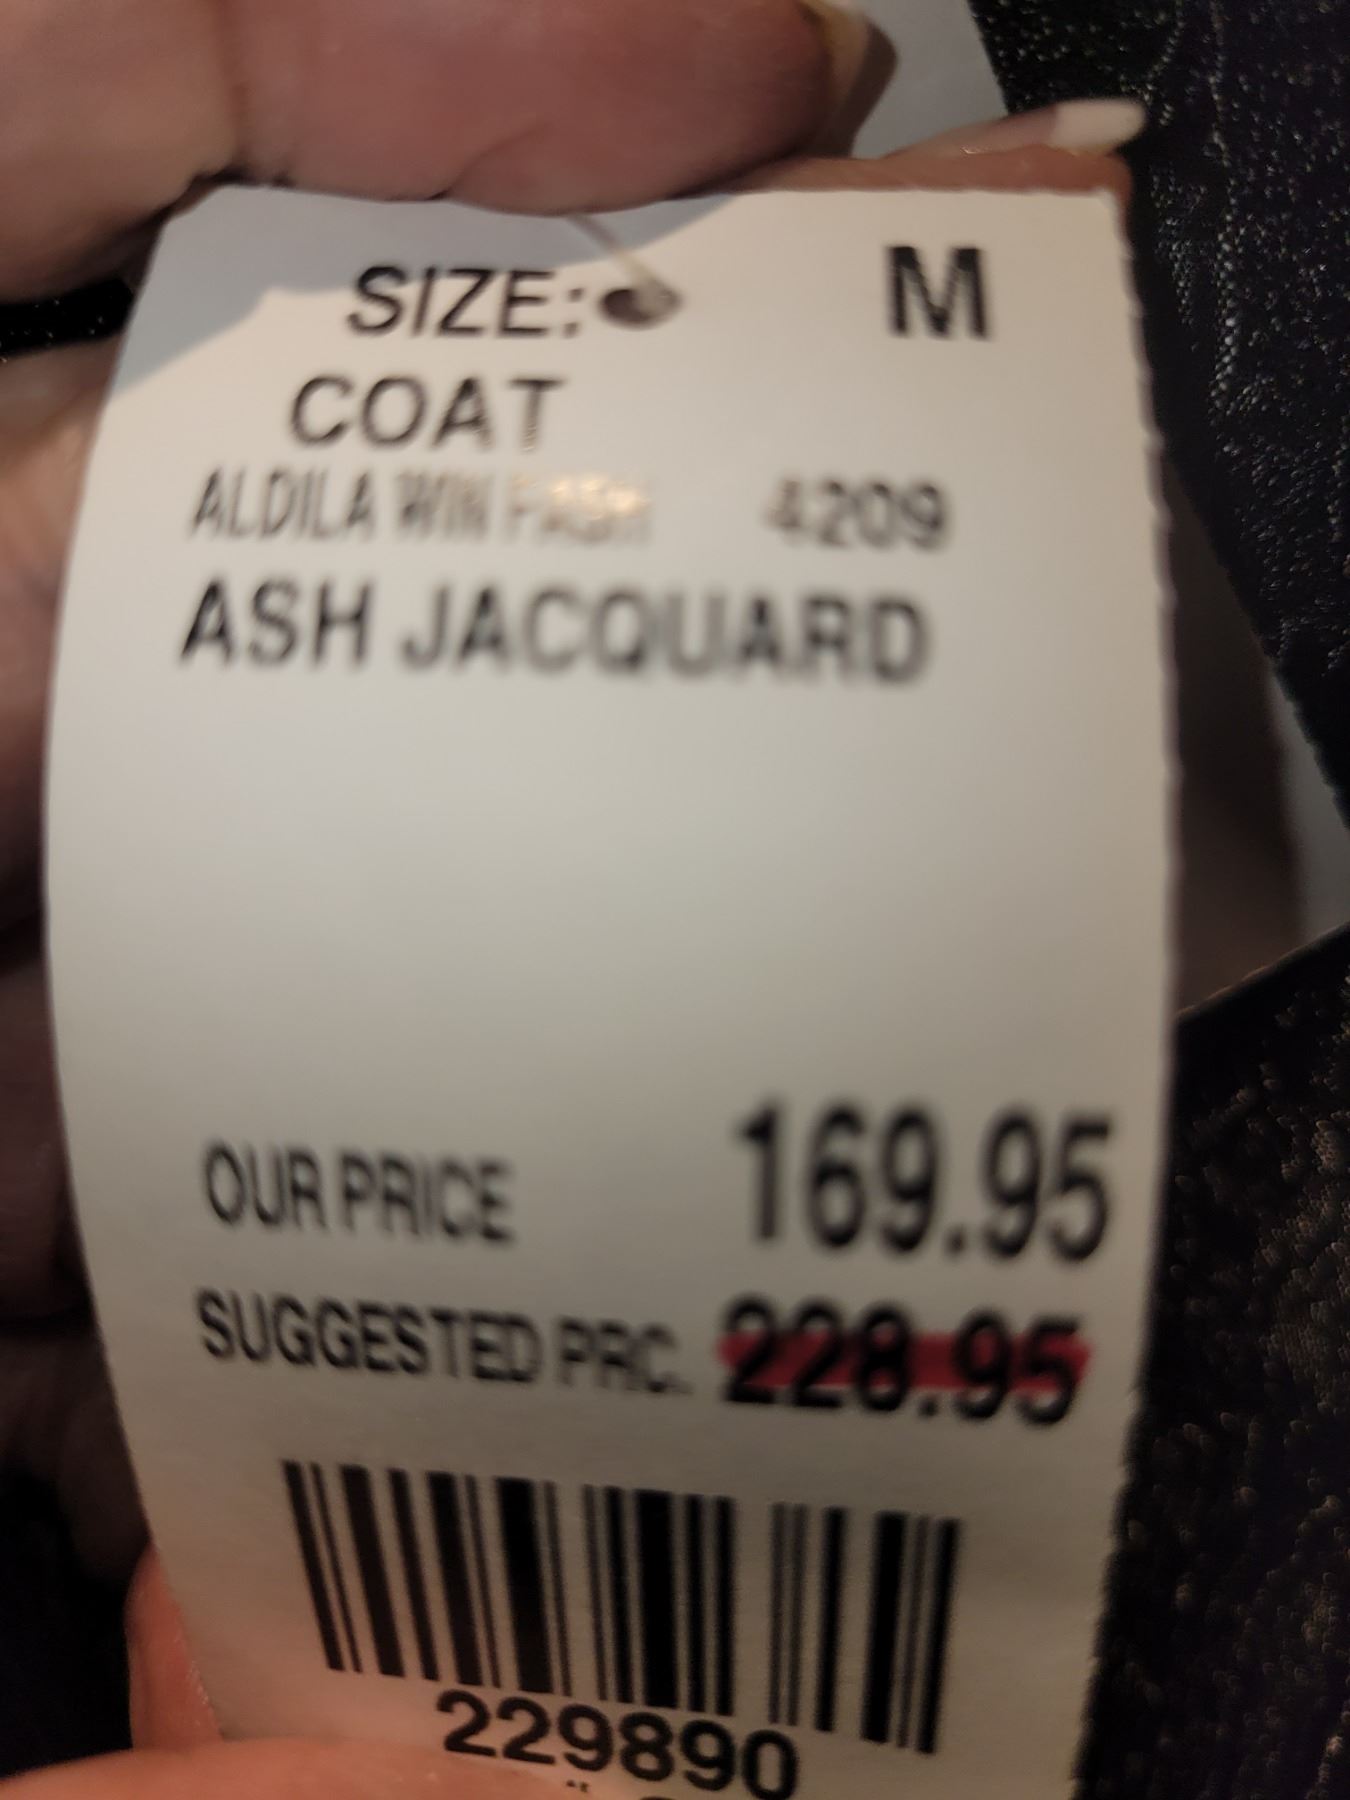 SIZE: M
COAT
ALDILA WIN FASH 4209
ASH JACQUARD
OUR PRICE 169.95
SUGGESTED PRC. 228.95
229890